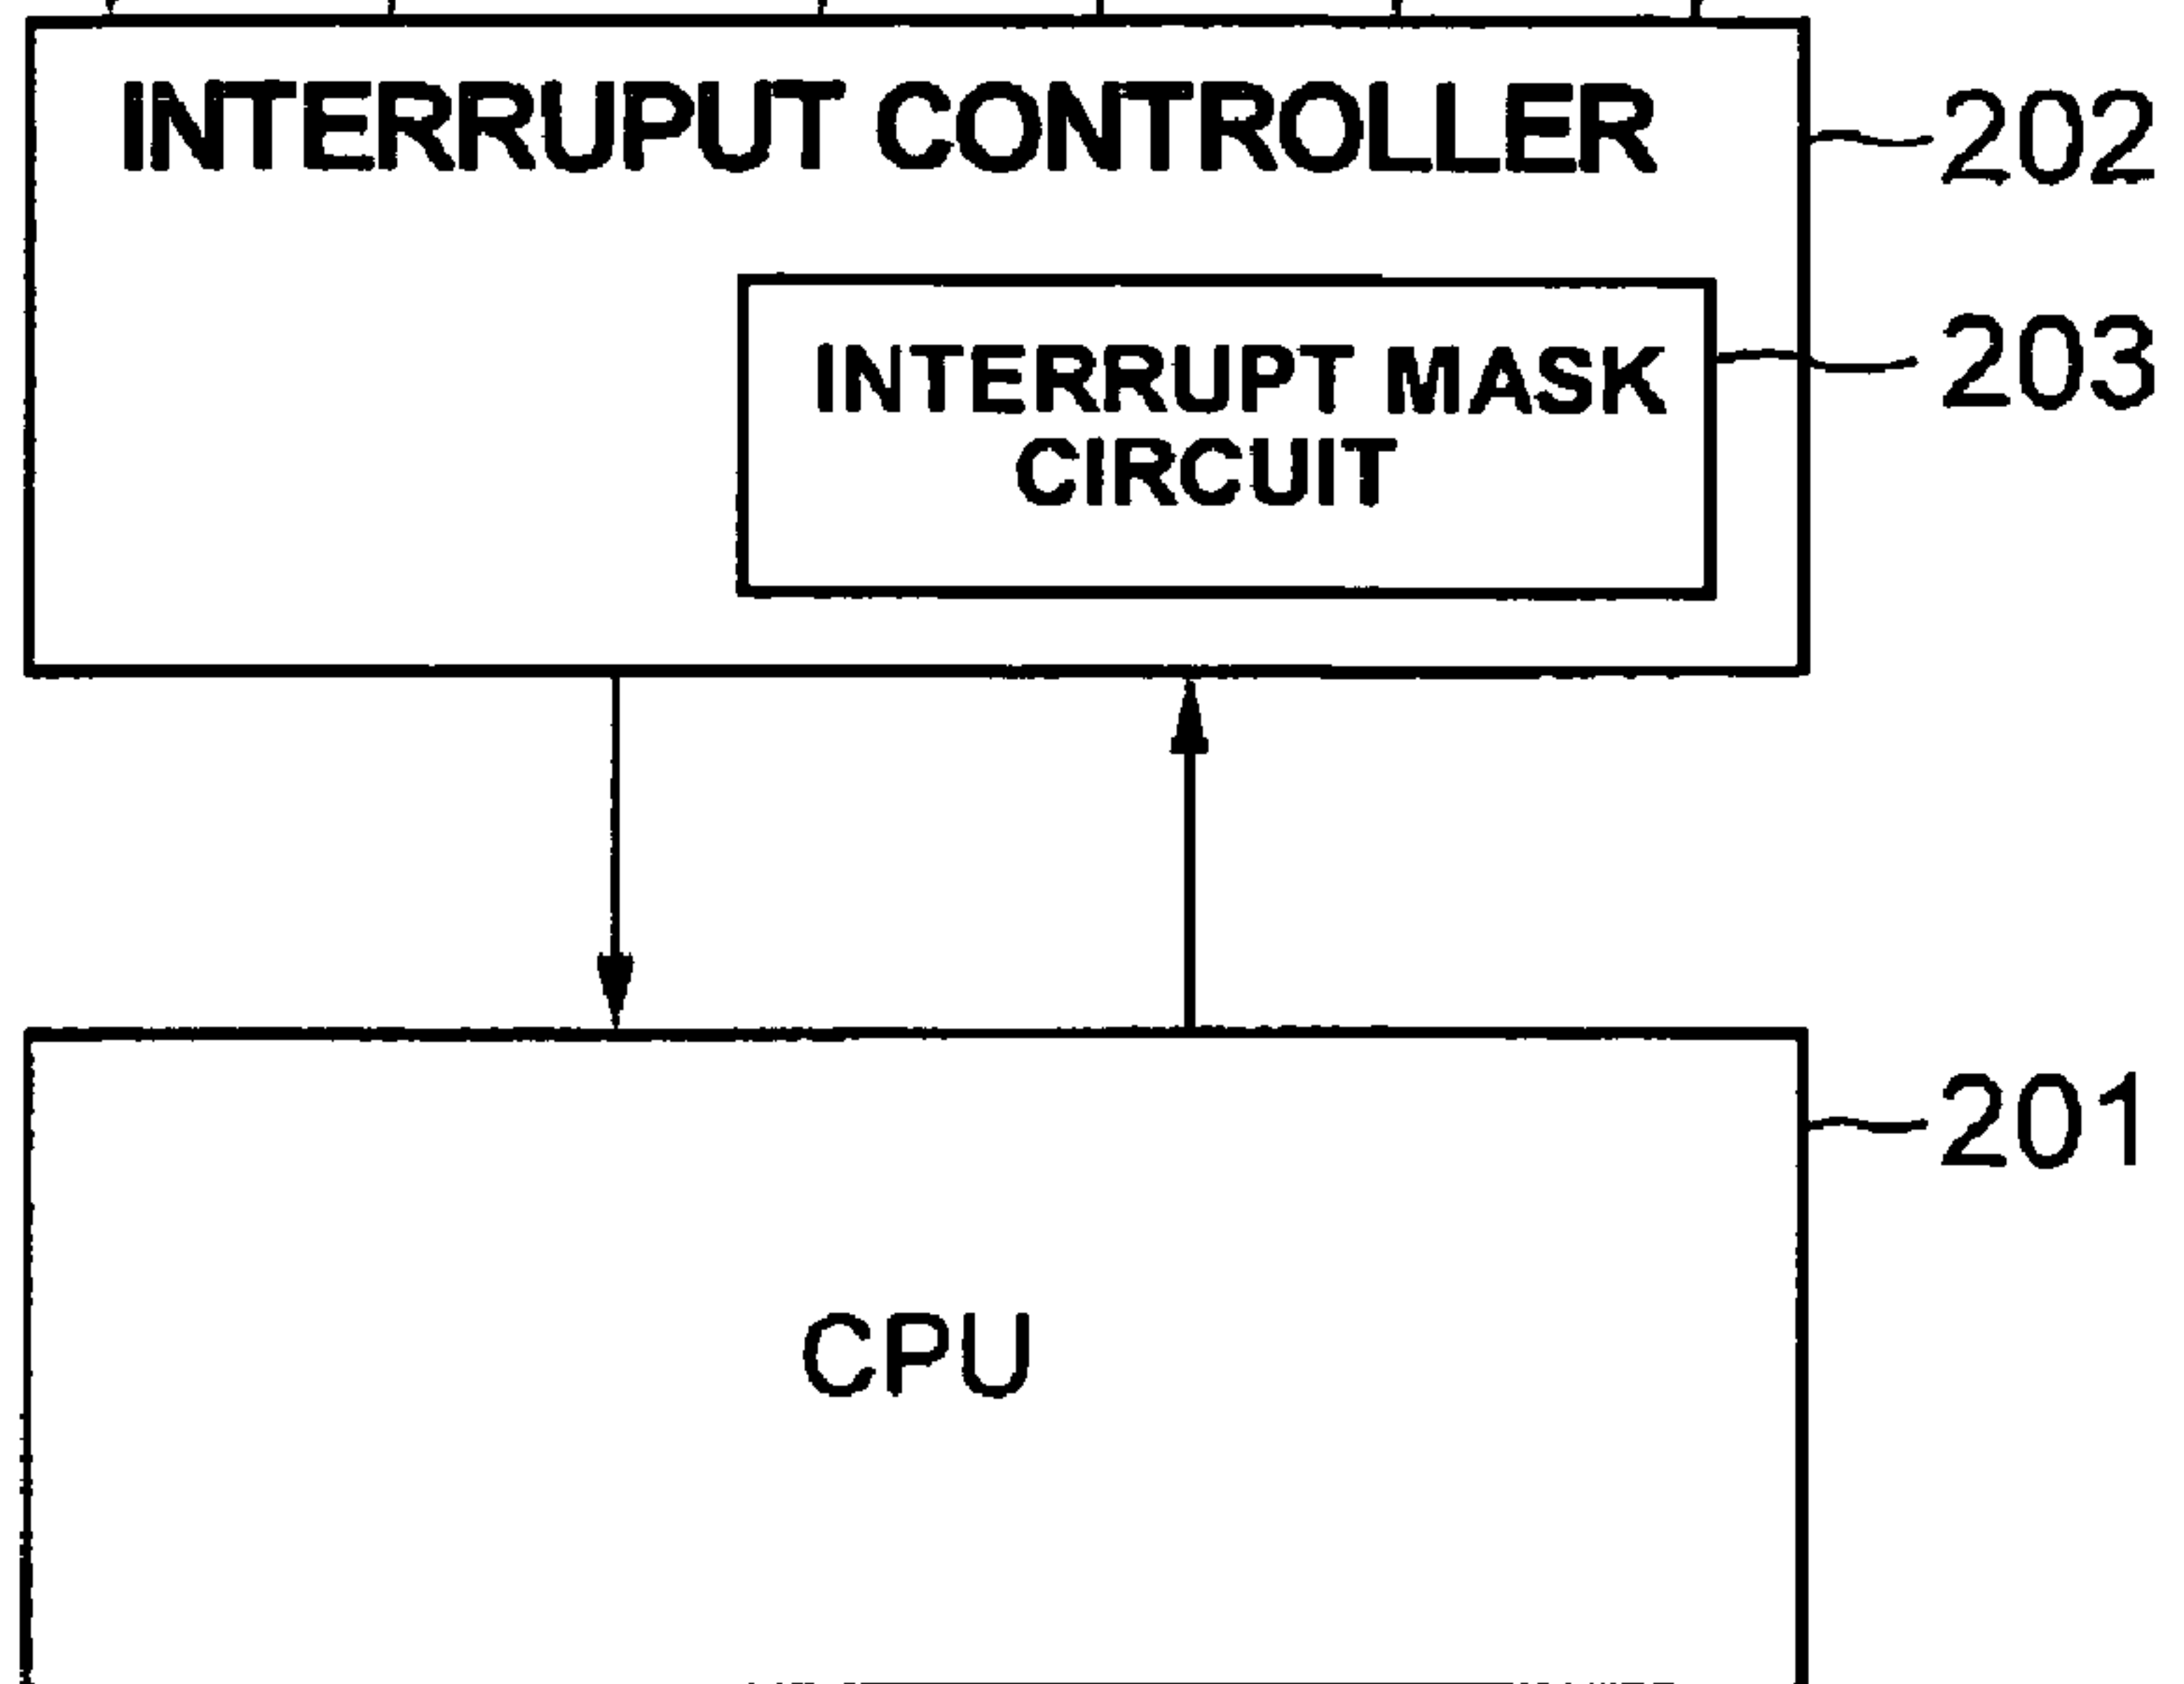 INTERRUPUT CONTROLLER
202
INTERRUPT MASK
CIRCUIT
203
201
CPU